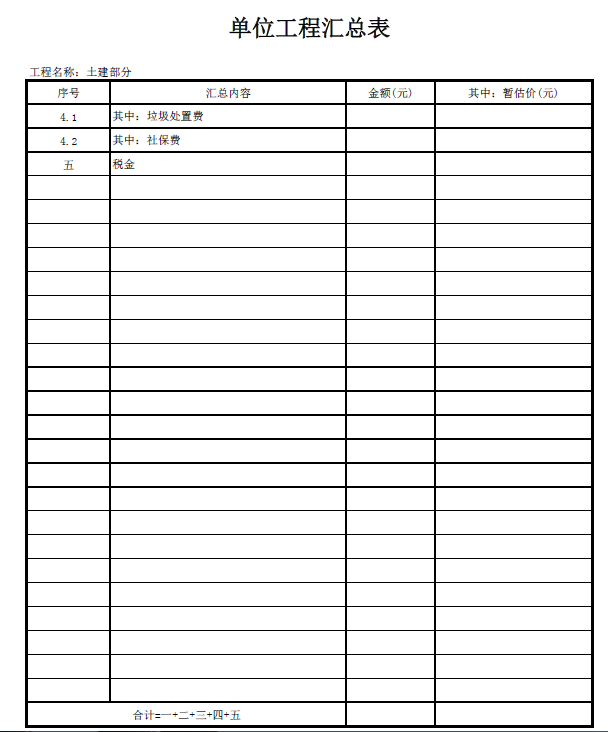 单位工程汇总表
工程名称：土建部分
序号 汇总内容 金额(元) 其中：暂估价(元)
4.1 其中：垃圾处置费
4.2 其中：社保费
五 税金
合计=一+二+三+四+五